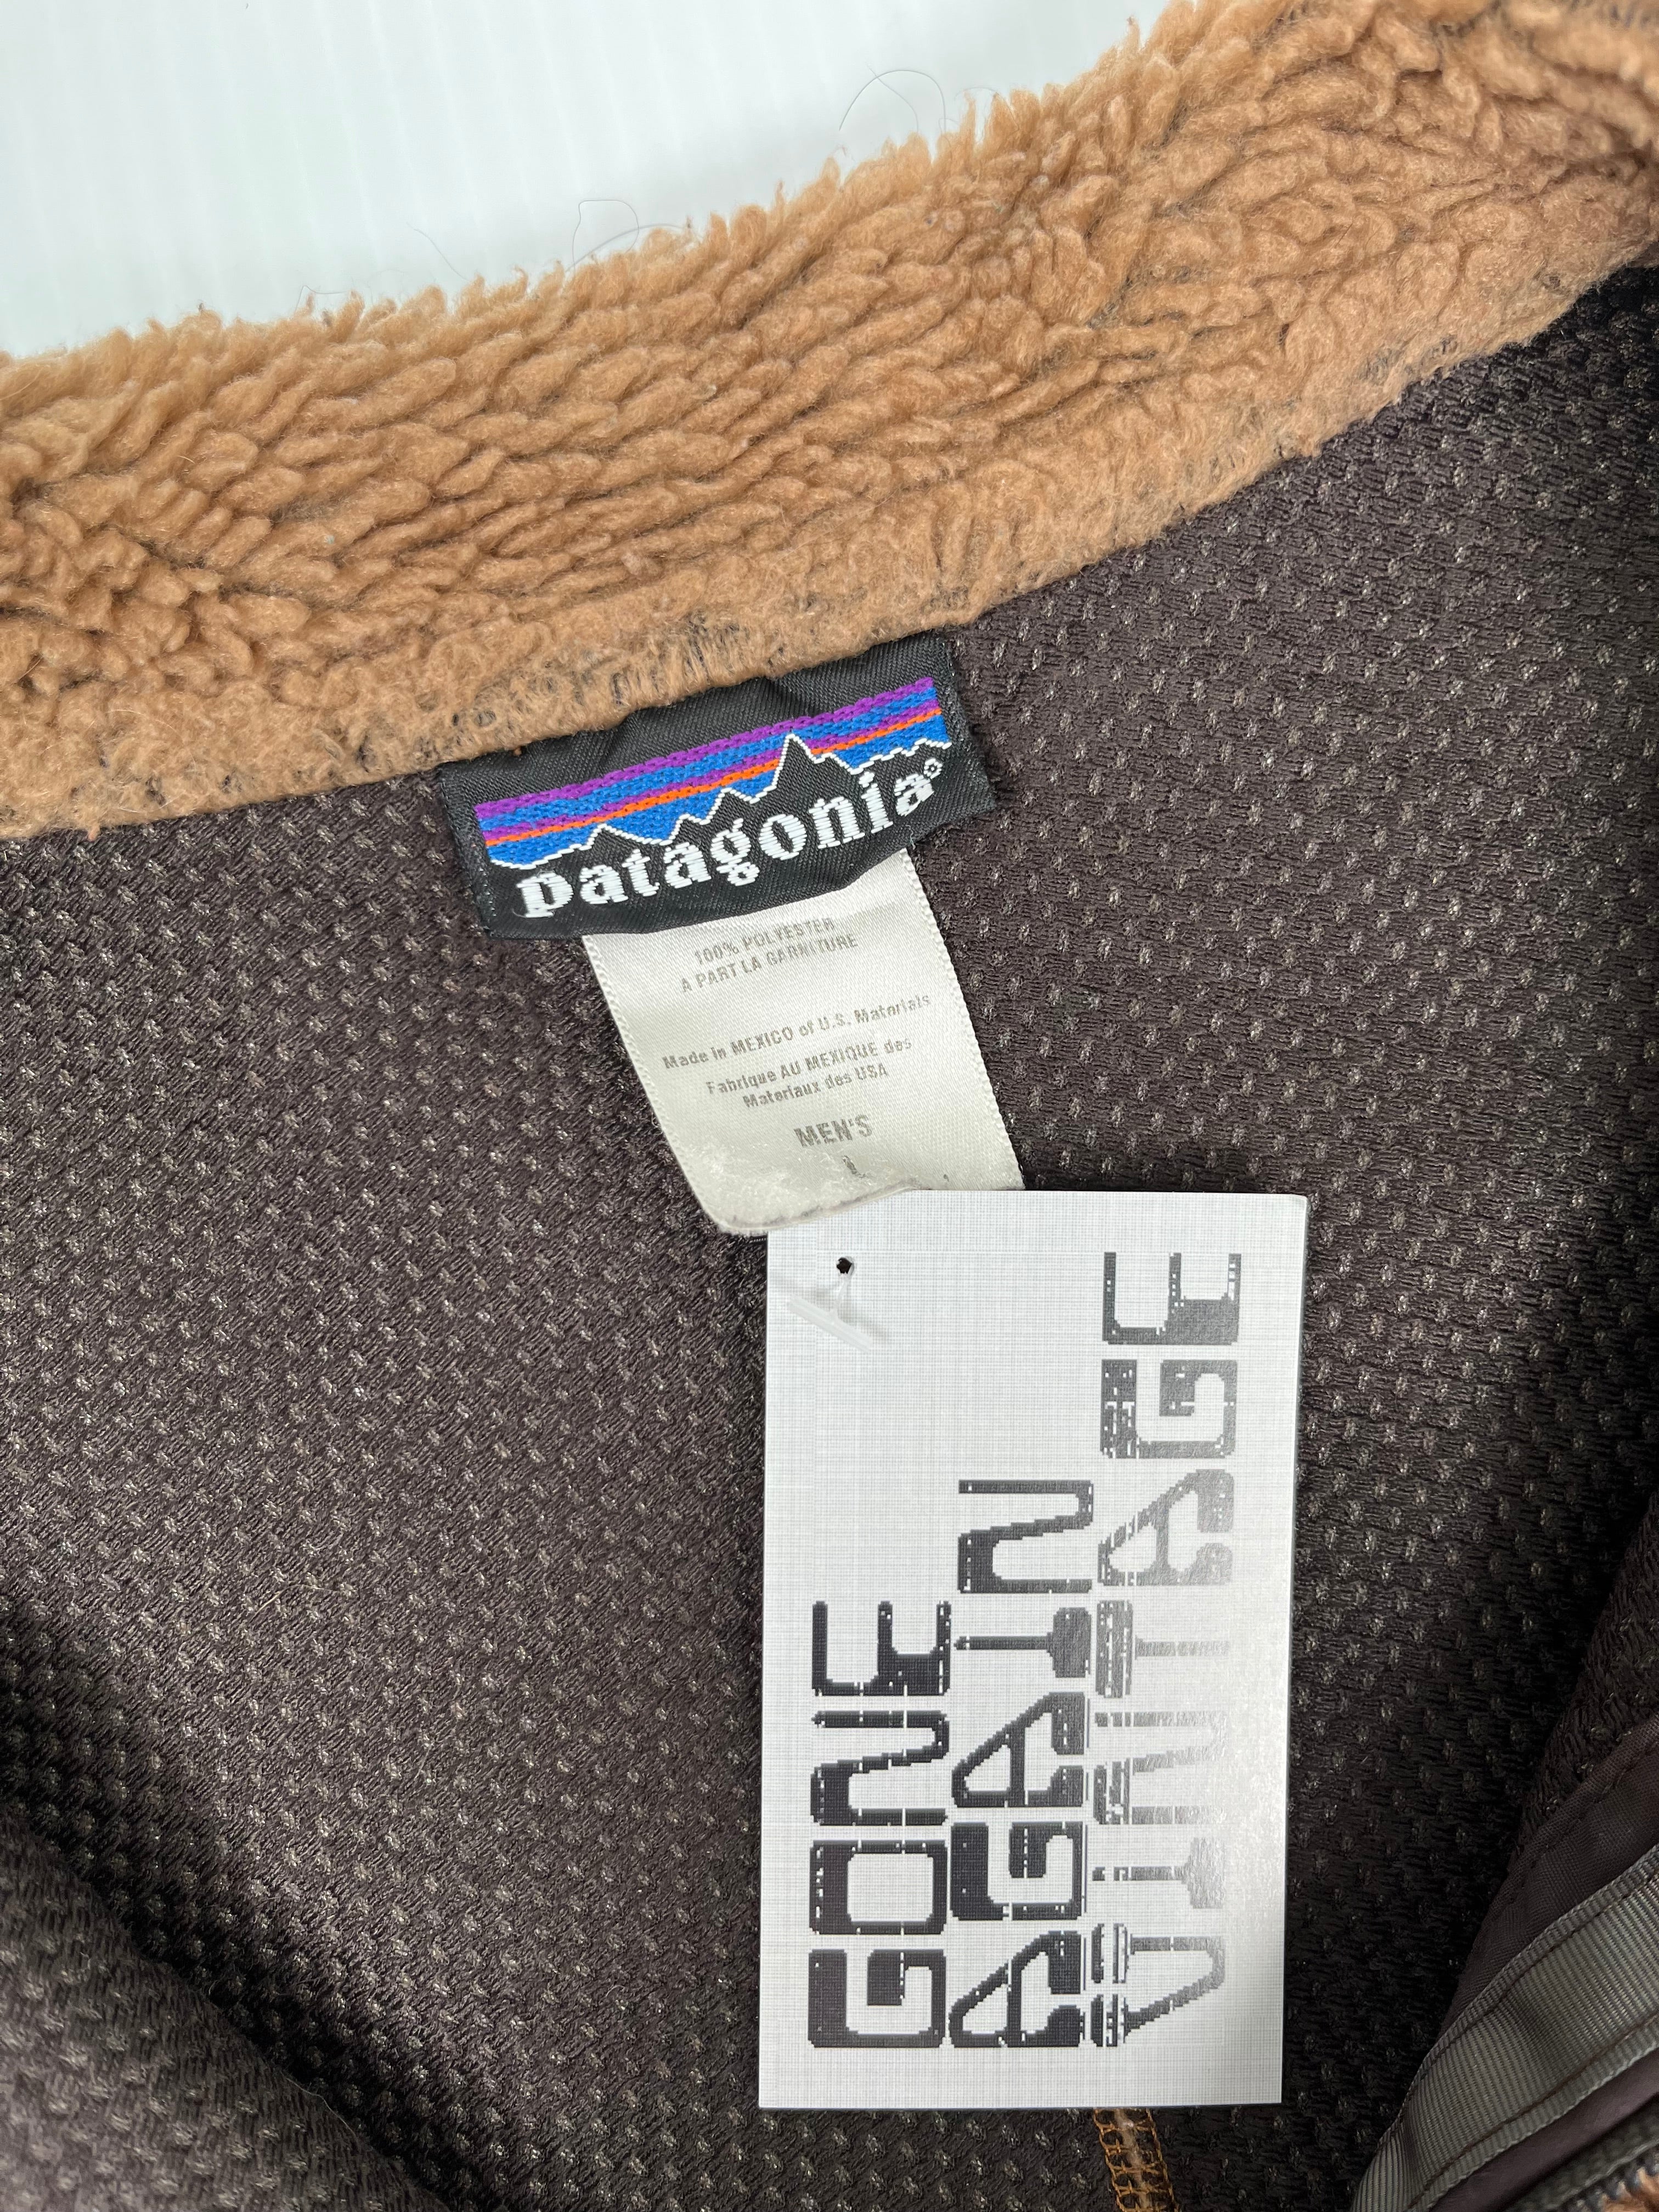 patagonia®
100% POLYESTER
A PART LA GARNITURE
Made in MEXICO of U.S. Materials
Fabrique AU MEXIQUE des
Materiaux des USA
MEN'S
L
GONE
AGAIN
VINTAGE